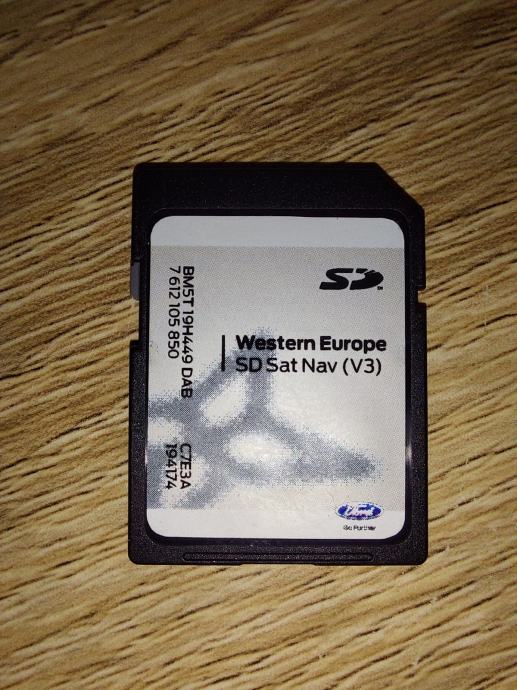 SD
Western Europe
SD Sat Nav (V3)
BM5T 19H449 DAB
7 612 105 850
C7E3A
194174
Ford
Go Further